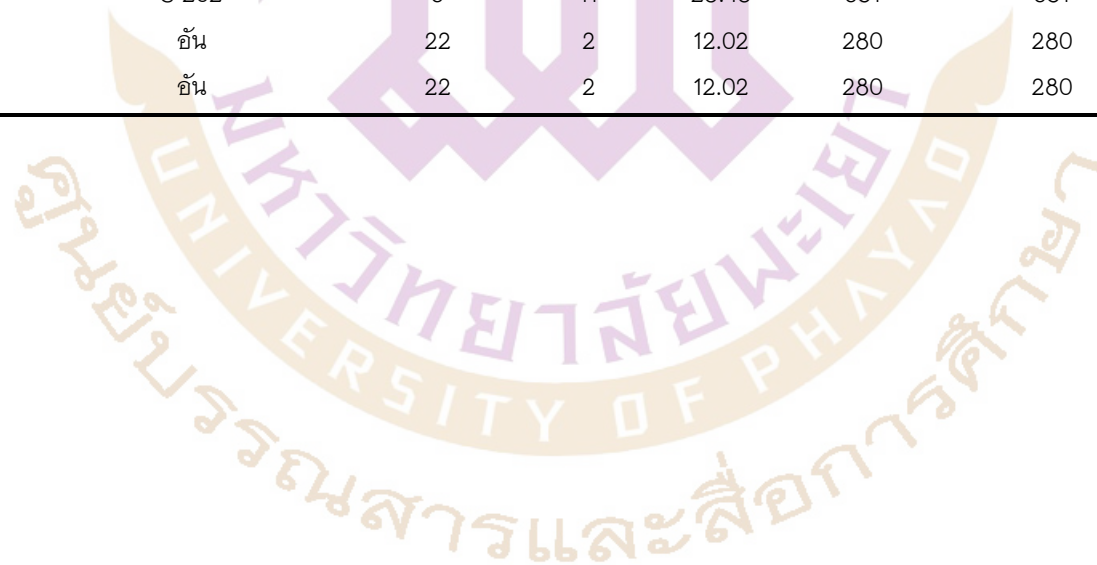 อัน 22 2 12.02 280 280
อัน 22 2 12.02 280 280
มหาวิทยาลัยพะเยา
UNIVERSITY OF PHAYAO
ศูนย์บรรณสารและสื่อการศึกษา